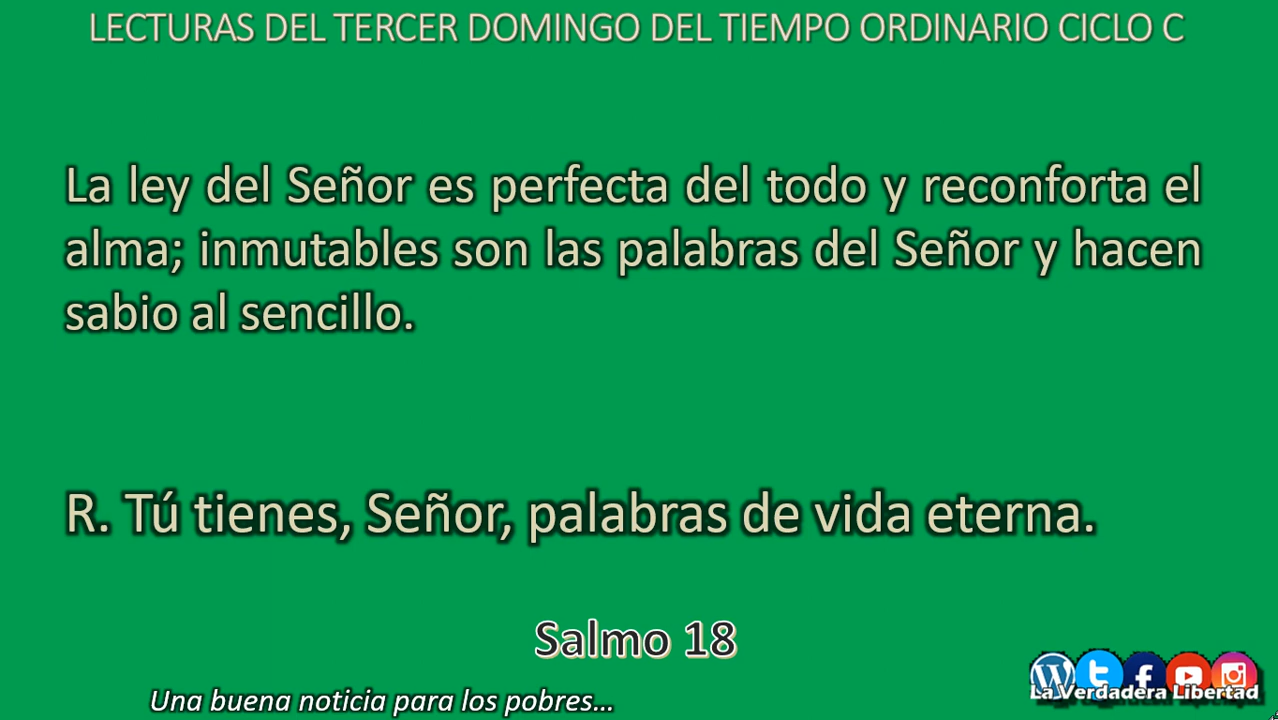 LECTURAS DEL TERCER DOMINGO DEL TIEMPO ORDINARIO CICLO C
La ley del Señor es perfecta del todo y reconforta el
alma; inmutables son las palabras del Señor y hacen
sabio al sencillo.
R. Tú tienes, Señor, palabras de vida eterna.
Salmo 18
La Verdadera Libertad
Una buena noticia para los pobres...